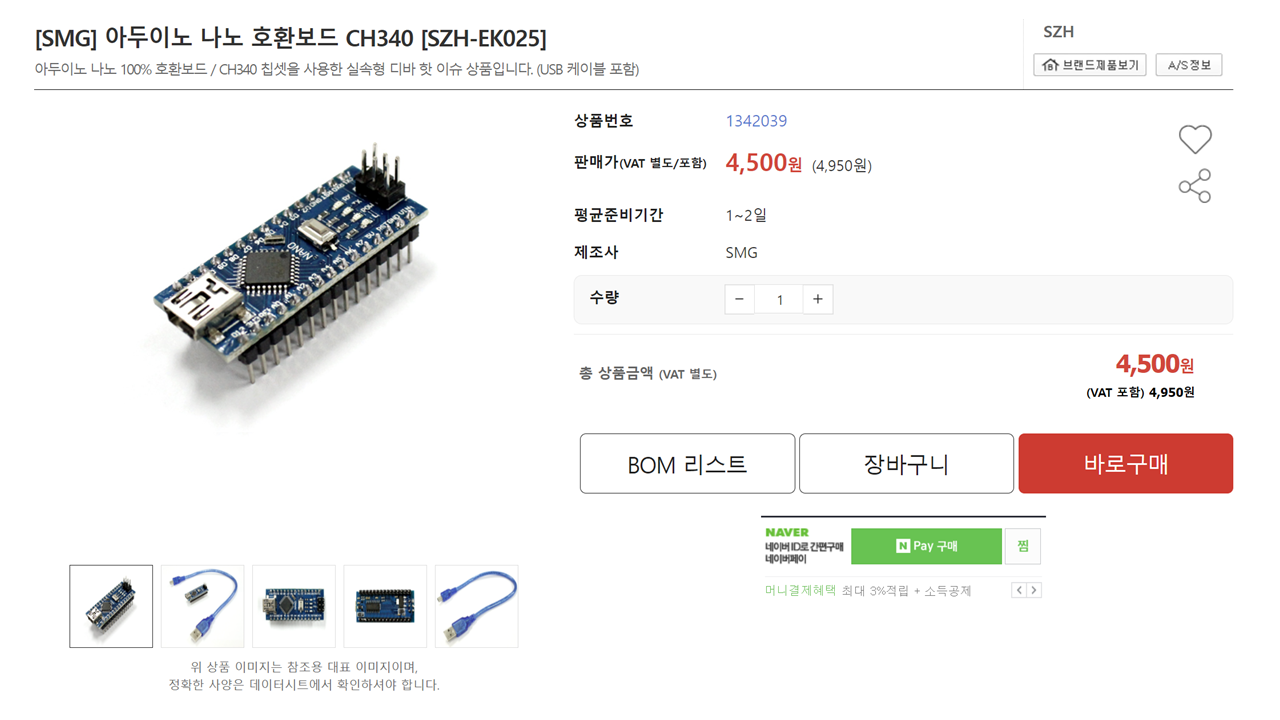 [SMG] 아두이노 나노 호환보드 CH340 [SZH-EK025]
아두이노 나노 100% 호환보드 / CH340 칩셋을 사용한 실속형 디바 핫 이슈 상품입니다. (USB 케이블 포함)
SZH
브랜드제품보기
A/S정보
상품번호 1342039
판매가(VAT 별도/포함) 4,500원 (4,950원)
평균준비기간 1~2일
제조사 SMG
수량 − 1 +
총 상품금액 (VAT 별도) 4,500원
(VAT 포함) 4,950원
BOM 리스트
장바구니
바로구매
NAVER
네이버 ID로 간편구매
네이버페이
N Pay 구매
찜
머니결제혜택 최대 3%적립 + 소득공제
위 상품 이미지는 참조용 대표 이미지이며,
정확한 사양은 데이터시트에서 확인하셔야 합니다.
NANO